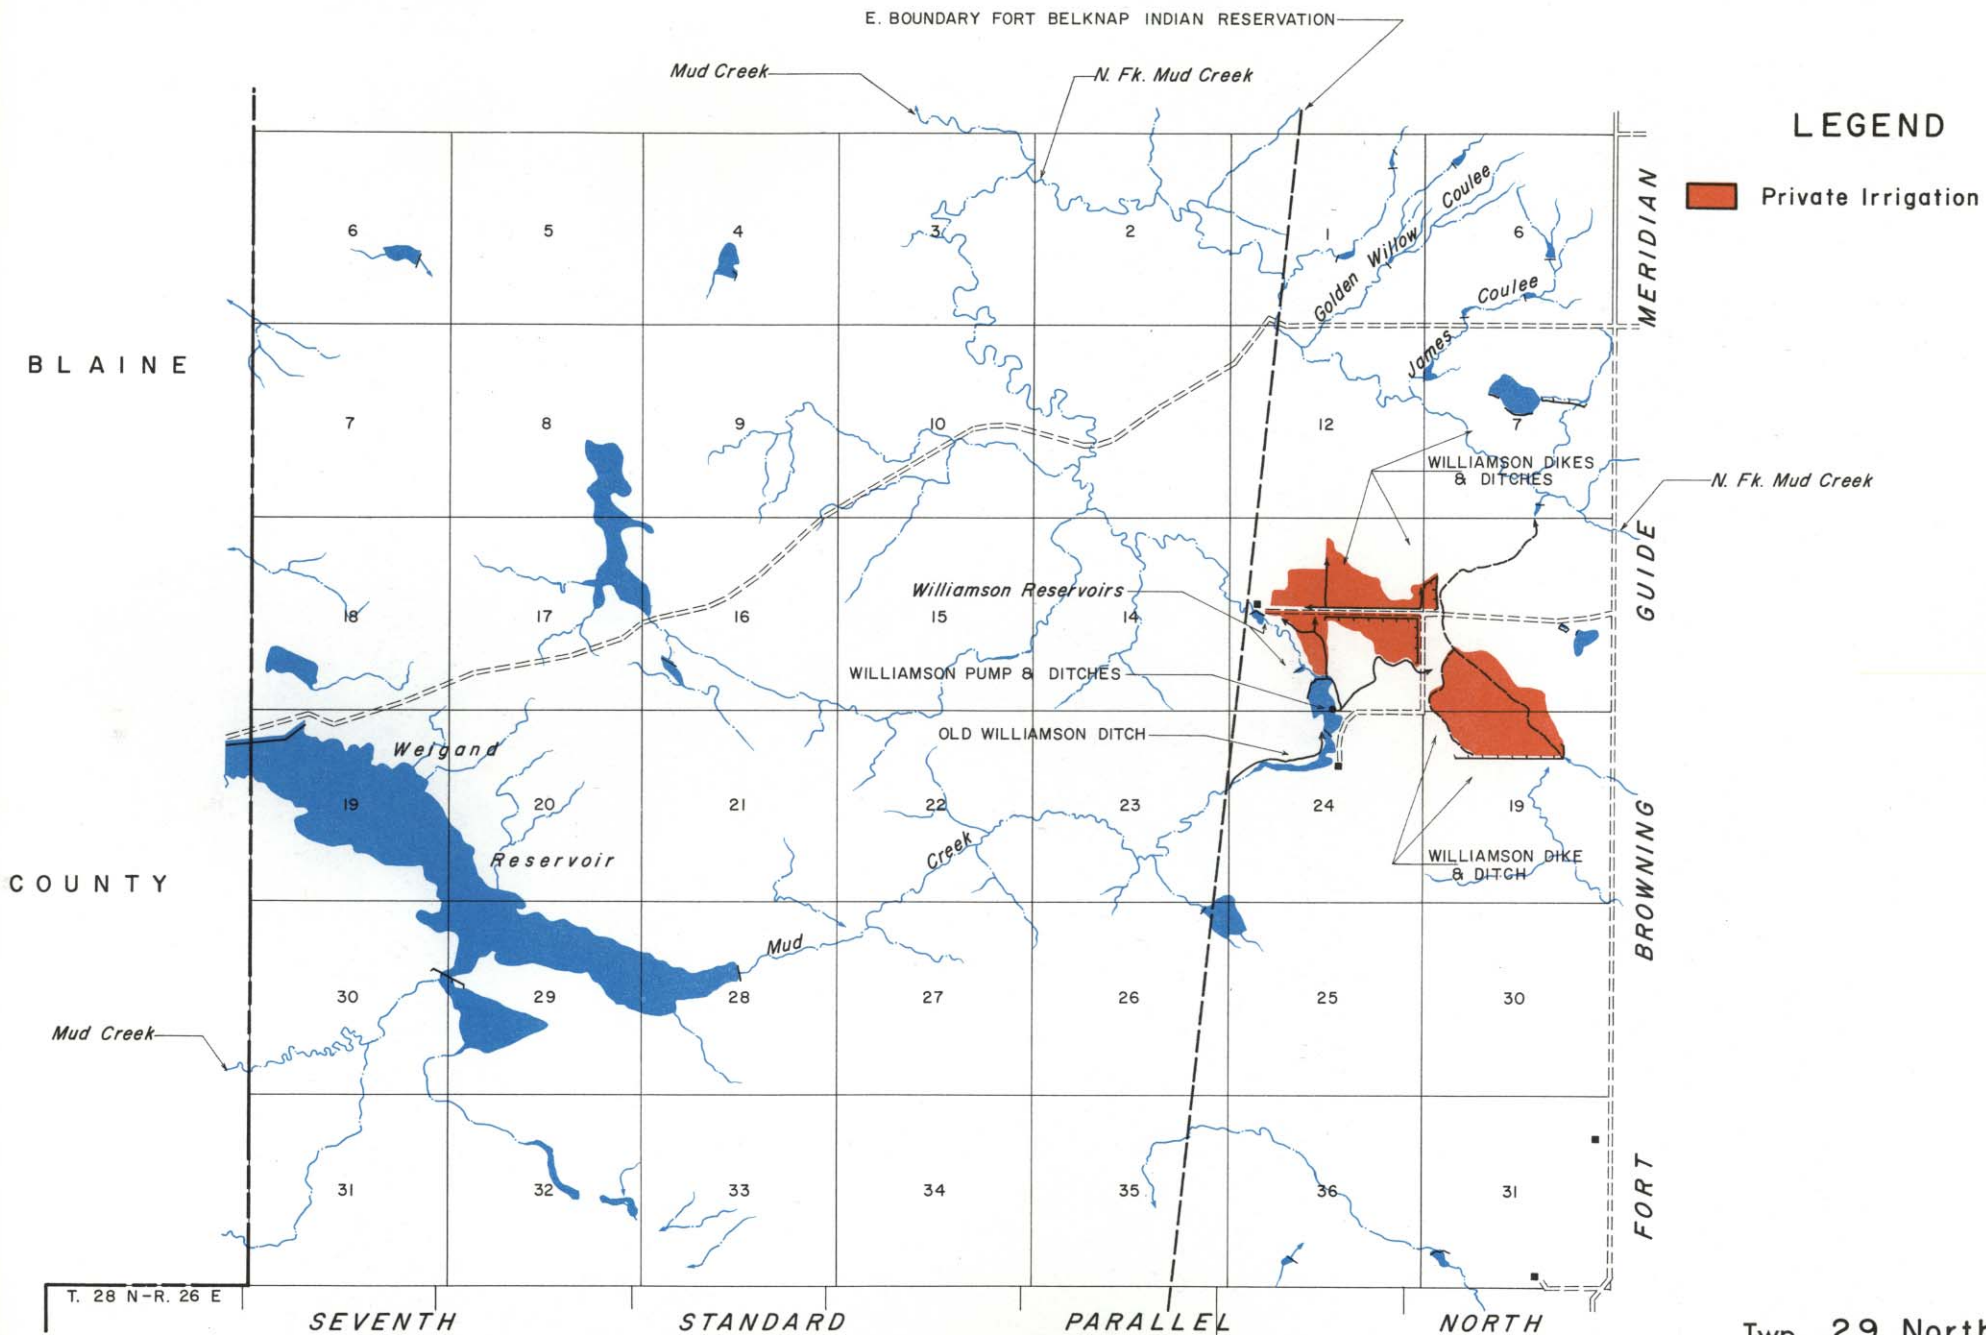 E. BOUNDARY FORT BELKNAP INDIAN RESERVATION
Mud Creek
N. Fk. Mud Creek
LEGEND
Private Irrigation
MERIDIAN
GUIDE
BROWNING
FORT
BLAINE
COUNTY
6
5
4
3
2
1
6
Golden Willow Coulee
James Coulee
7
8
9
10
12
7
WILLIAMSON DIKES
& DITCHES
N. Fk. Mud Creek
18
17
16
15
14
Williamson Reservoirs
WILLIAMSON PUMP & DITCHES
OLD WILLIAMSON DITCH
Weigand
Reservoir
19
20
21
22
23
24
19
WILLIAMSON DIKE
& DITCH
Mud Creek
30
29
28
27
26
25
30
Mud Creek
31
32
33
34
35
36
31
T. 28 N-R. 26 E
SEVENTH STANDARD PARALLEL NORTH
Twp. 29 North